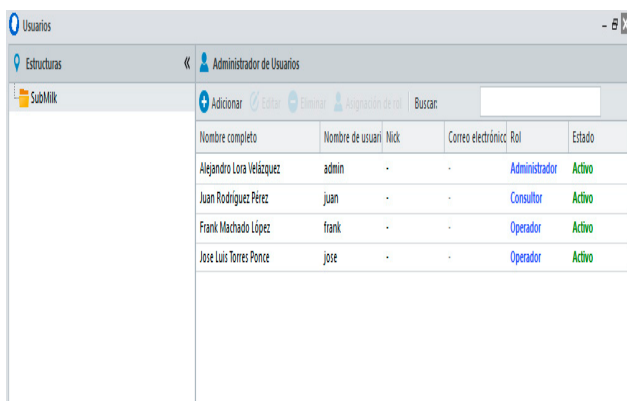 Usuarios
Estructuras «
SubMilk
Administrador de Usuarios
Adicionar Editar Eliminar Asignación de rol Buscar:
Nombre completo Nombre de usuari Nick Correo electrónico Rol Estado
Alejandro Lora Velázquez admin - - Administrador Activo
Juan Rodríguez Pérez juan - - Consultor Activo
Frank Machado López frank - - Operador Activo
Jose Luis Torres Ponce jose - - Operador Activo